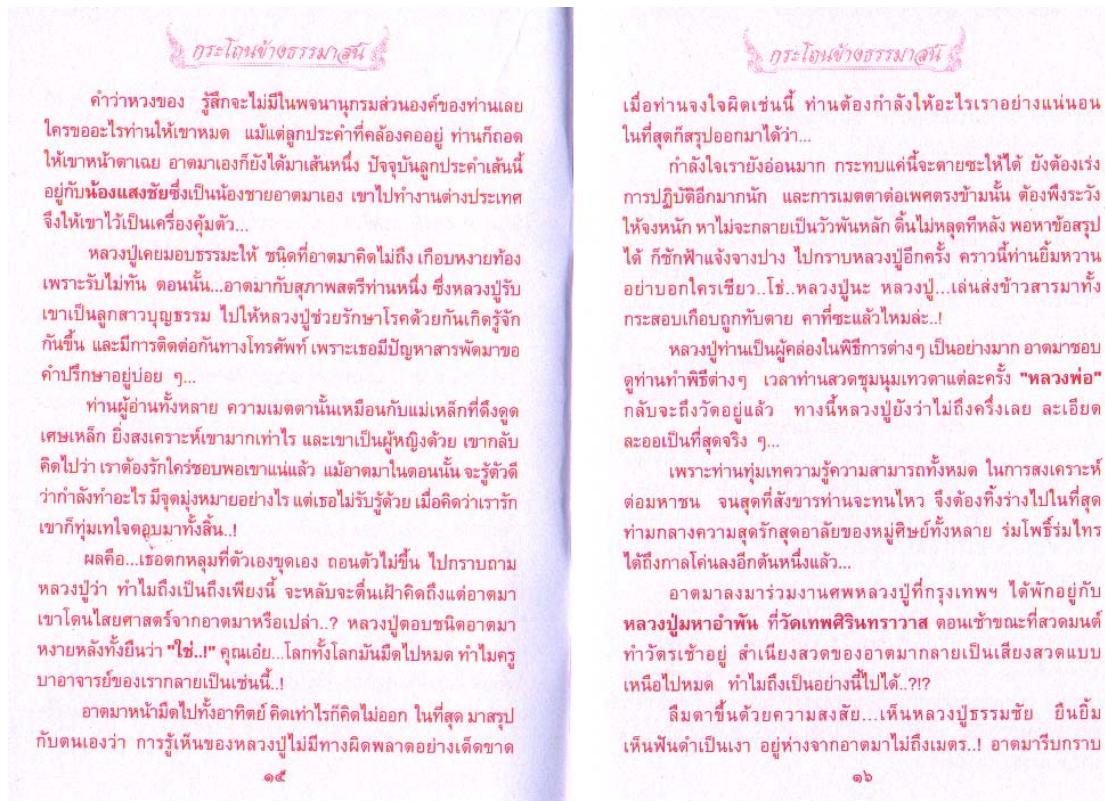 กระโถนข้างธรรมาสน์
คำว่าหวงของ รู้สึกจะไม่มีในพจนานุกรมส่วนองค์ของท่านเลย
ใครขออะไรท่านให้เขาหมด แม้แต่ลูกประคำที่คล้องคออยู่ ท่านก็ถอด
ให้เขาหน้าตาเฉย อาตมาเองก็ยังได้มาเส้นหนึ่ง ปัจจุบันลูกประคำเส้นนี้
อยู่กับน้องแสงชัยซึ่งเป็นน้องชายอาตมาเอง เขาไปทำงานต่างประเทศ
จึงให้เขาไว้เป็นเครื่องคุ้มตัว...
หลวงปู่เคยมอบธรรมะให้ ชนิดที่อาตมาคิดไม่ถึง เกือบหงายท้อง
เพราะรับไม่ทัน ตอนนั้น...อาตมากับสุภาพสตรีท่านหนึ่ง ซึ่งหลวงปู่รับ
เขาเป็นลูกสาวบุญธรรม ไปให้หลวงปู่ช่วยรักษาโรคด้วยกันเกิดรู้จัก
กันขึ้น และมีการติดต่อกันทางโทรศัพท์ เพราะเธอมีปัญหาสารพัดมาขอ
คำปรึกษาอยู่บ่อย ๆ...
ท่านผู้อ่านทั้งหลาย ความเมตตานั้นเหมือนกับแม่เหล็กที่ดึงดูด
เศษเหล็ก ยิ่งสงเคราะห์เขามากเท่าไร และเขาเป็นผู้หญิงด้วย เขากลับ
คิดไปว่า เราต้องรักใคร่ชอบพอเขาแน่แล้ว แม้อาตมาในตอนนั้น จะรู้ตัวดี
ว่ากำลังทำอะไร มีจุดมุ่งหมายอย่างไร แต่เธอไม่รับรู้ด้วย เมื่อคิดว่าเรารัก
เขาก็ทุ่มเทใจตอบมาทั้งสิ้น..!
ผลคือ...เธอตกหลุมที่ตัวเองขุดเอง ถอนตัวไม่ขึ้น ไปกราบถาม
หลวงปู่ว่า ทำไมถึงเป็นถึงเพียงนี้ จะหลับจะตื่นเฝ้าคิดถึงแต่อาตมา
เขาโดนไสยศาสตร์จากอาตมาหรือเปล่า..? หลวงปู่ตอบชนิดอาตมา
หงายหลังทั้งยืนว่า "ใช่..!" คุณเอ๋ย...โลกทั้งโลกมันมืดไปหมด ทำไมครู
บาอาจารย์ของเรากลายเป็นเช่นนี้..!
อาตมาหน้ามืดไปทั้งอาทิตย์ คิดเท่าไรก็คิดไม่ออก ในที่สุด มาสรุป
กับตนเองว่า การรู้เห็นของหลวงปู่ไม่มีทางผิดพลาดอย่างเด็ดขาด
๑๕
กระโถนข้างธรรมาสน์
เมื่อท่านจงใจผิดเช่นนี้ ท่านต้องกำลังให้อะไรเราอย่างแน่นอน
ในที่สุดก็สรุปออกมาได้ว่า...
กำลังใจเรายังอ่อนมาก กระทบแค่นี้จะตายซะให้ได้ ยังต้องเร่ง
การปฏิบัติอีกมากนัก และการเมตตาต่อเพศตรงข้ามนั้น ต้องพึงระวัง
ให้จงหนัก หาไม่จะกลายเป็นวัวพันหลัก ดิ้นไม่หลุดทีหลัง พอหาข้อสรุป
ได้ ก็ชักฟ้าแจ้งจางปาง ไปกราบหลวงปู่อีกครั้ง คราวนี้ท่านยิ้มหวาน
อย่าบอกใครเชียว..โธ่..หลวงปู่นะ หลวงปู่...เล่นส่งข้าวสารมาทั้ง
กระสอบเกือบถูกทับตาย คาที่ซะแล้วไหมล่ะ..!
หลวงปู่ท่านเป็นผู้คล่องในพิธีการต่าง ๆ เป็นอย่างมาก อาตมาชอบ
ดูท่านทำพิธีต่าง ๆ เวลาท่านสวดชุมนุมเทวดาแต่ละครั้ง "หลวงพ่อ"
กลับจะถึงวัดอยู่แล้ว ทางนี้หลวงปู่ยังว่าไม่ถึงครึ่งเลย ละเอียด
ละออเป็นที่สุดจริง ๆ...
เพราะท่านทุ่มเทความรู้ความสามารถทั้งหมด ในการสงเคราะห์
ต่อมหาชน จนสุดที่สังขารท่านจะทนไหว จึงต้องทิ้งร่างไปในที่สุด
ท่ามกลางความสุดรักสุดอาลัยของหมู่ศิษย์ทั้งหลาย ร่มโพธิ์ร่มไทร
ได้ถึงกาลโค่นลงอีกต้นหนึ่งแล้ว...
อาตมาลงมาร่วมงานศพหลวงปู่ที่กรุงเทพฯ ได้พักอยู่กับ
หลวงปู่มหาอำพัน ที่วัดเทพศิรินทราวาส ตอนเช้าขณะที่สวดมนต์
ทำวัตรเช้าอยู่ สำเนียงสวดของอาตมากลายเป็นเสียงสวดแบบ
เหนือไปหมด ทำไมถึงเป็นอย่างนี้ไปได้..?!?
ลืมตาขึ้นด้วยความสงสัย...เห็นหลวงปู่ธรรมชัย ยืนยิ้ม
เห็นฟันดำเป็นเงา อยู่ห่างจากอาตมาไม่ถึงเมตร..! อาตมารีบกราบ
๑๖